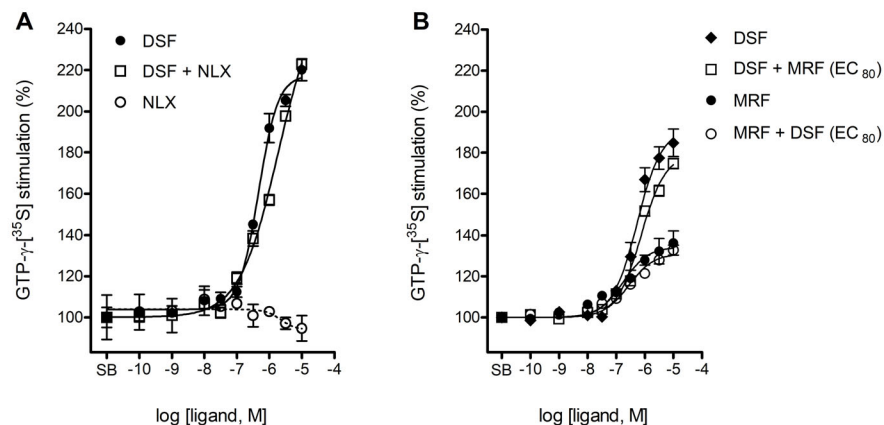 A
DSF
DSF + NLX
NLX
GTP-γ-[³⁵S] stimulation (%)
240
220
200
180
160
140
120
100
SB -10 -9 -8 -7 -6 -5 -4
log [ligand, M]
B
DSF
DSF + MRF (EC₈₀)
MRF
MRF + DSF (EC₈₀)
GTP-γ-[³⁵S] stimulation (%)
240
220
200
180
160
140
120
100
SB -10 -9 -8 -7 -6 -5 -4
log [ligand, M]